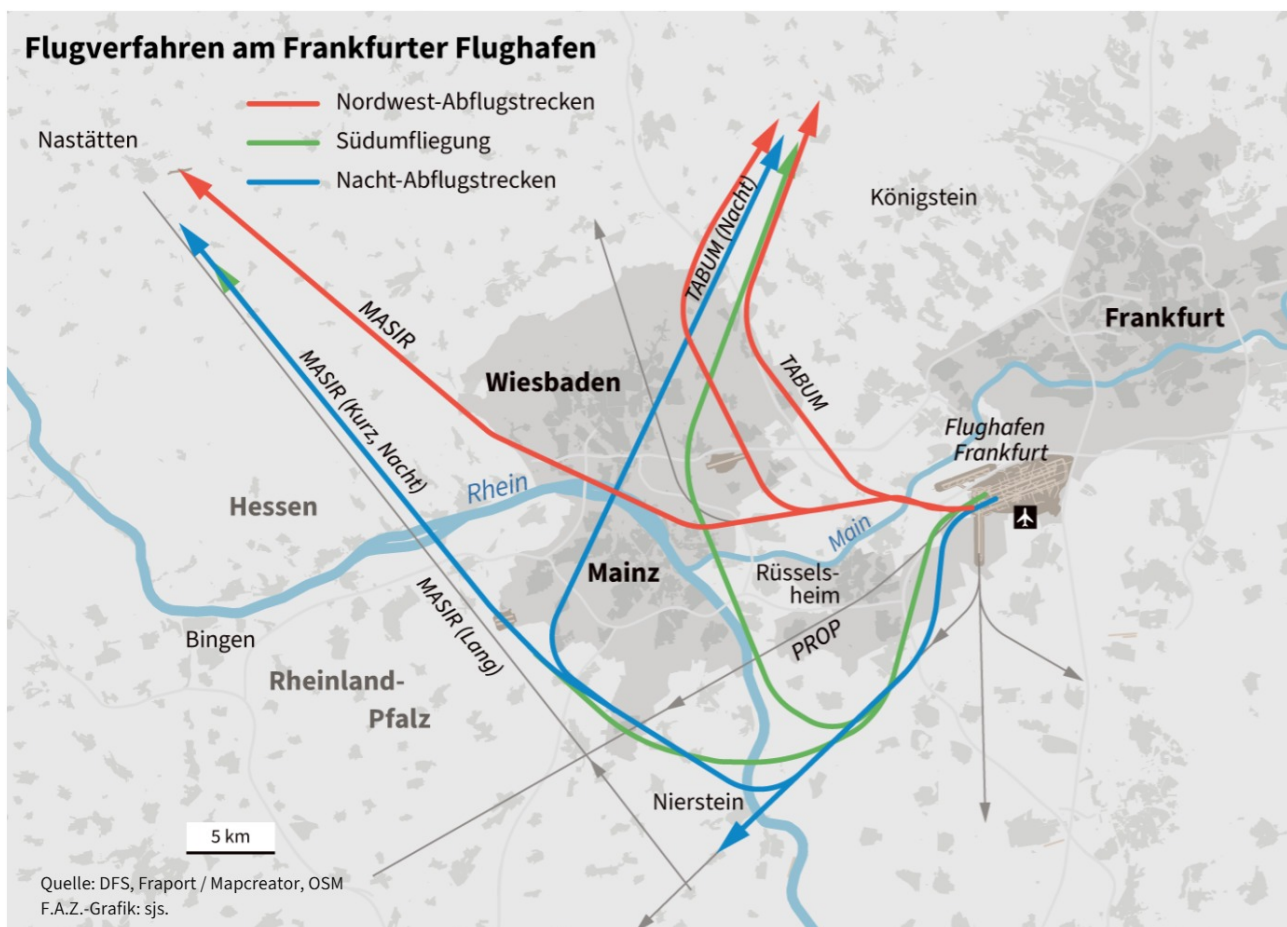 Flugverfahren am Frankfurter Flughafen
Nordwest-Abflugstrecken
Südumfliegung
Nacht-Abflugstrecken
Nastätten
Königstein
TABUM (Nacht)
Frankfurt
MASIR
Wiesbaden
TABUM
MASIR (Kurz, Nacht)
Flughafen
Frankfurt
Rhein
Hessen
Main
Mainz
Rüssels-
heim
MASIR (Lang)
PROP
Bingen
Rheinland-
Pfalz
Nierstein
5 km
Quelle: DFS, Fraport / Mapcreator, OSM
F.A.Z.-Grafik: sjs.